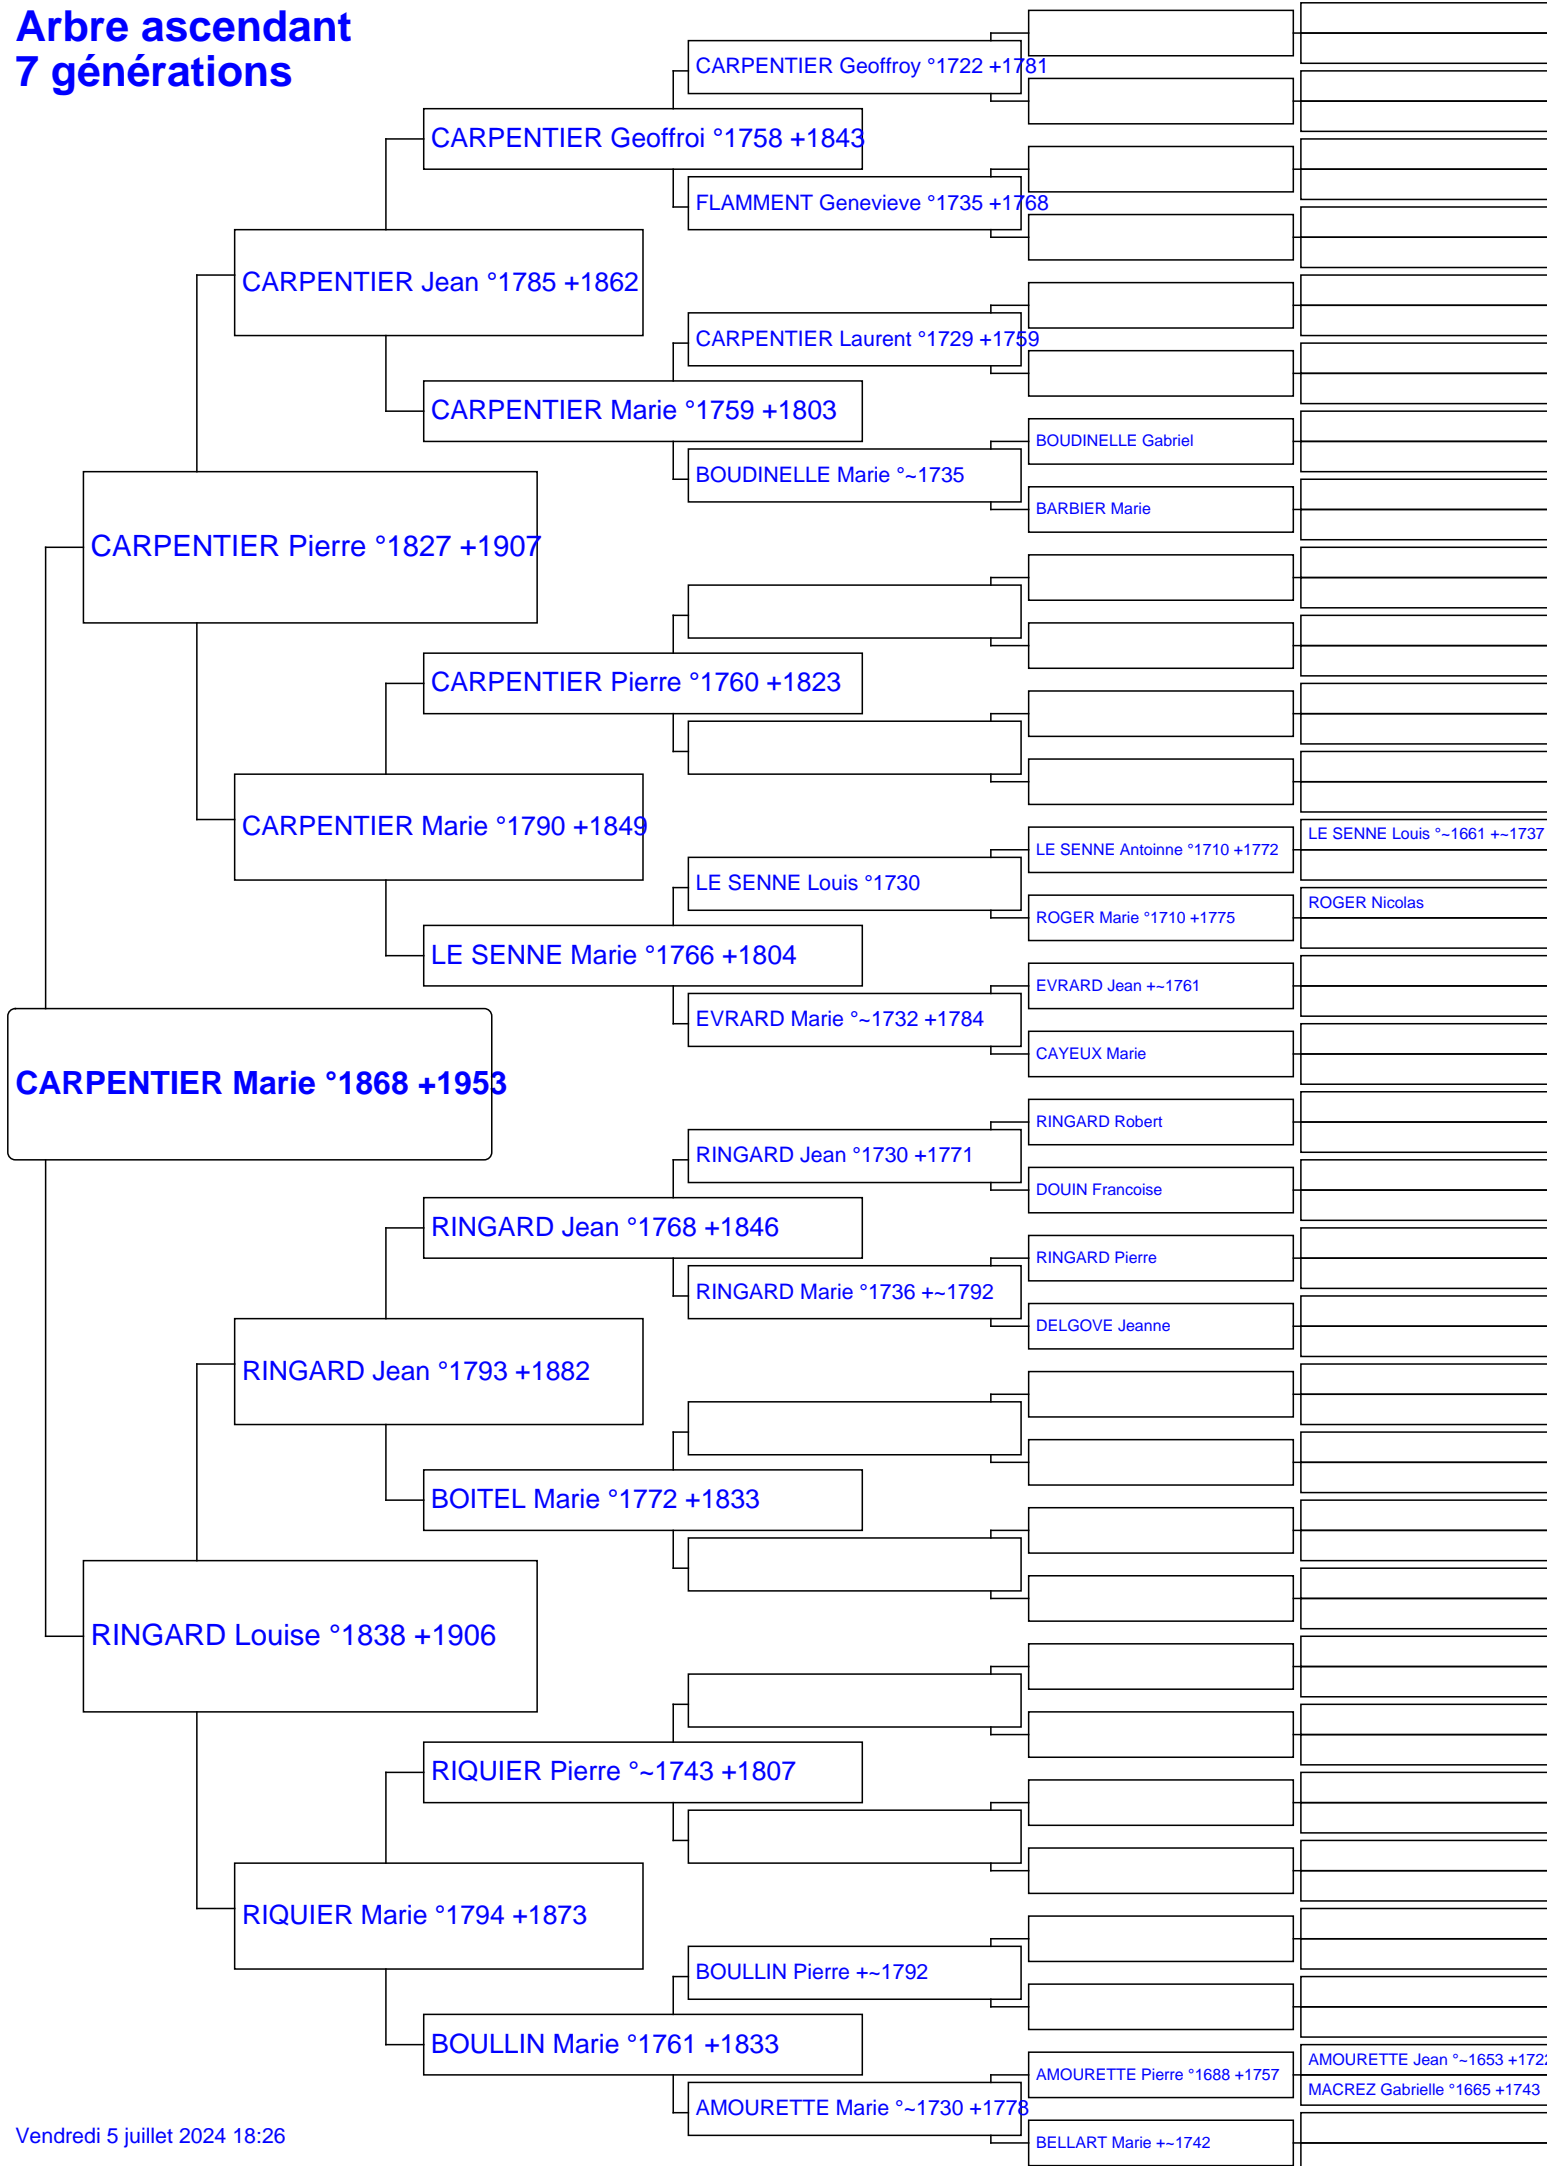 Arbre ascendant
7 générations
CARPENTIER Geoffroy °1722 +1781
CARPENTIER Geoffroi °1758 +1843
FLAMMENT Genevieve °1735 +1768
CARPENTIER Jean °1785 +1862
CARPENTIER Laurent °1729 +1759
CARPENTIER Marie °1759 +1803
BOUDINELLE Gabriel
BOUDINELLE Marie °~1735
BARBIER Marie
CARPENTIER Pierre °1827 +1907
CARPENTIER Pierre °1760 +1823
CARPENTIER Marie °1790 +1849
LE SENNE Louis °~1661 +~1737
LE SENNE Antoinne °1710 +1772
LE SENNE Louis °1730
ROGER Nicolas
ROGER Marie °1710 +1775
LE SENNE Marie °1766 +1804
EVRARD Jean +~1761
EVRARD Marie °~1732 +1784
CAYEUX Marie
CARPENTIER Marie °1868 +1953
RINGARD Robert
RINGARD Jean °1730 +1771
DOUIN Francoise
RINGARD Jean °1768 +1846
RINGARD Pierre
RINGARD Marie °1736 +~1792
DELGOVE Jeanne
RINGARD Jean °1793 +1882
BOITEL Marie °1772 +1833
RINGARD Louise °1838 +1906
RIQUIER Pierre °~1743 +1807
RIQUIER Marie °1794 +1873
BOULLIN Pierre +~1792
BOULLIN Marie °1761 +1833
AMOURETTE Jean °~1653 +1722
AMOURETTE Pierre °1688 +1757
MACREZ Gabrielle °1665 +1743
AMOURETTE Marie °~1730 +1778
BELLART Marie +~1742
Vendredi 5 juillet 2024 18:26